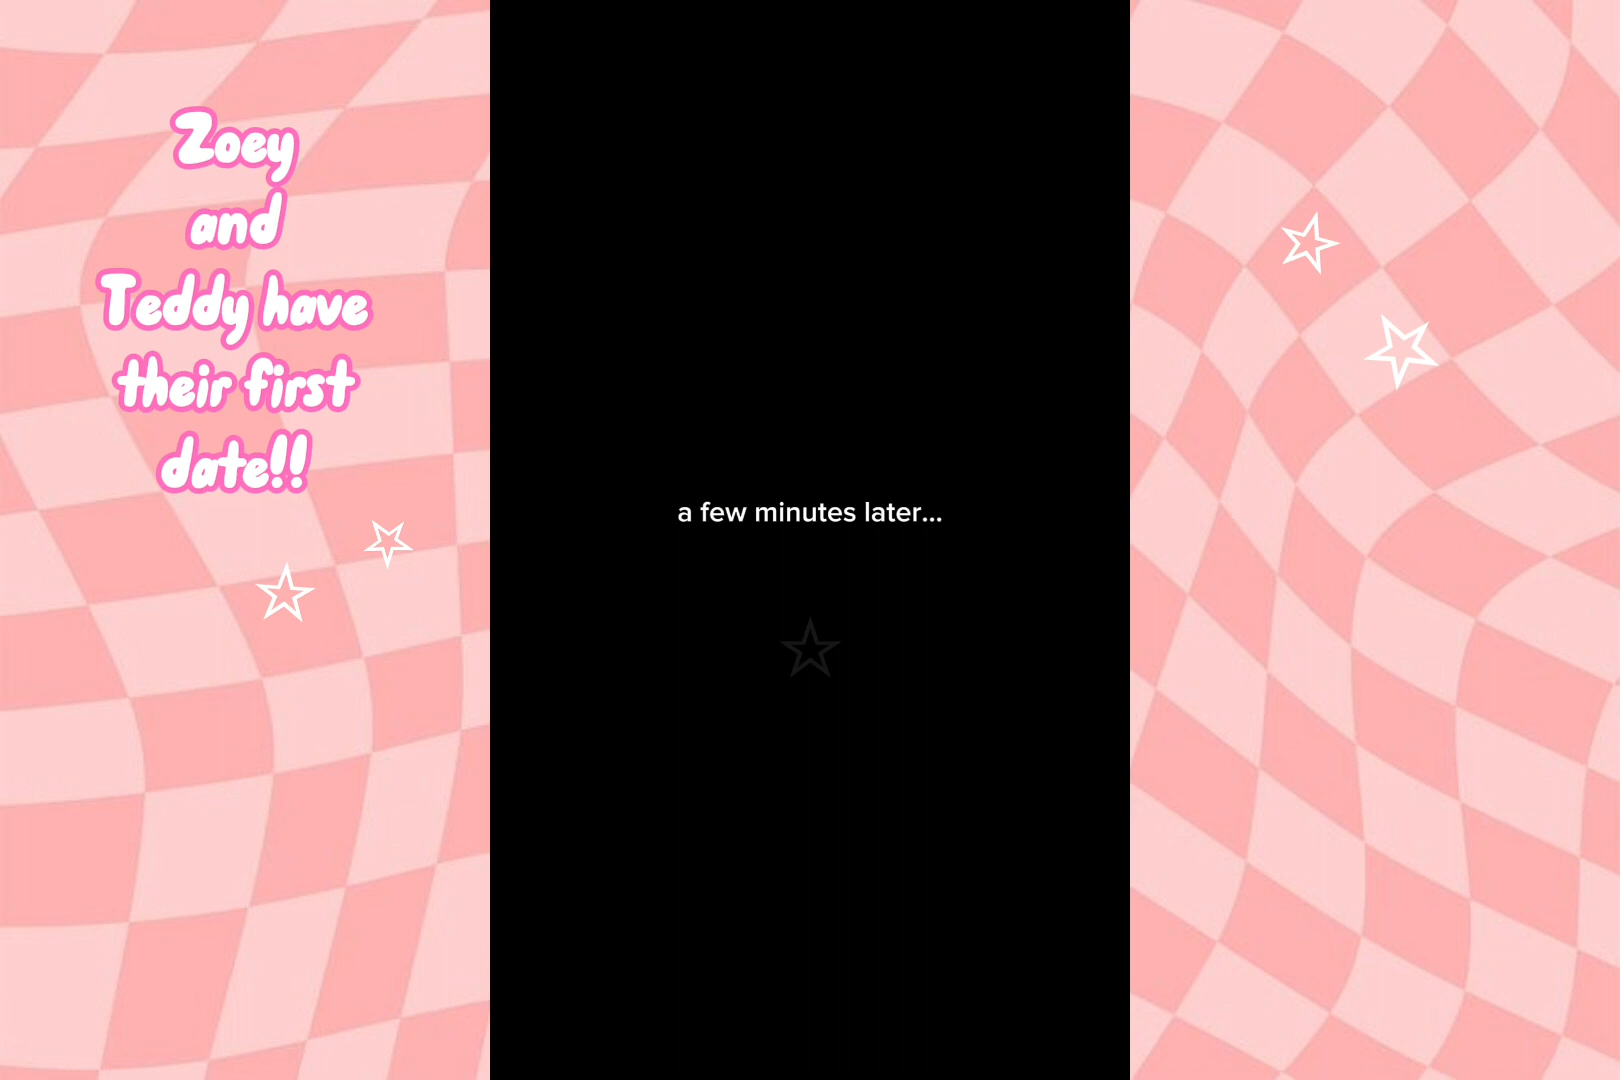 Zoey
and
Teddy have
their first
date!!
a few minutes later...